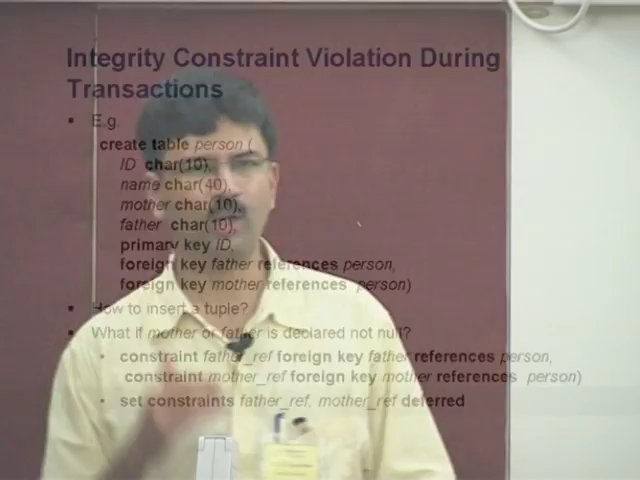 Integrity Constraint Violation During
Transactions
▪ E.g.
create table person (
ID char(10),
name char(40),
mother char(10),
father char(10),
primary key ID,
foreign key father references person,
foreign key mother references person)
▪ How to insert a tuple?
▪ What if mother or father is declared not null?
• constraint father_ref foreign key father references person,
constraint mother_ref foreign key mother references person)
• set constraints father_ref, mother_ref deferred